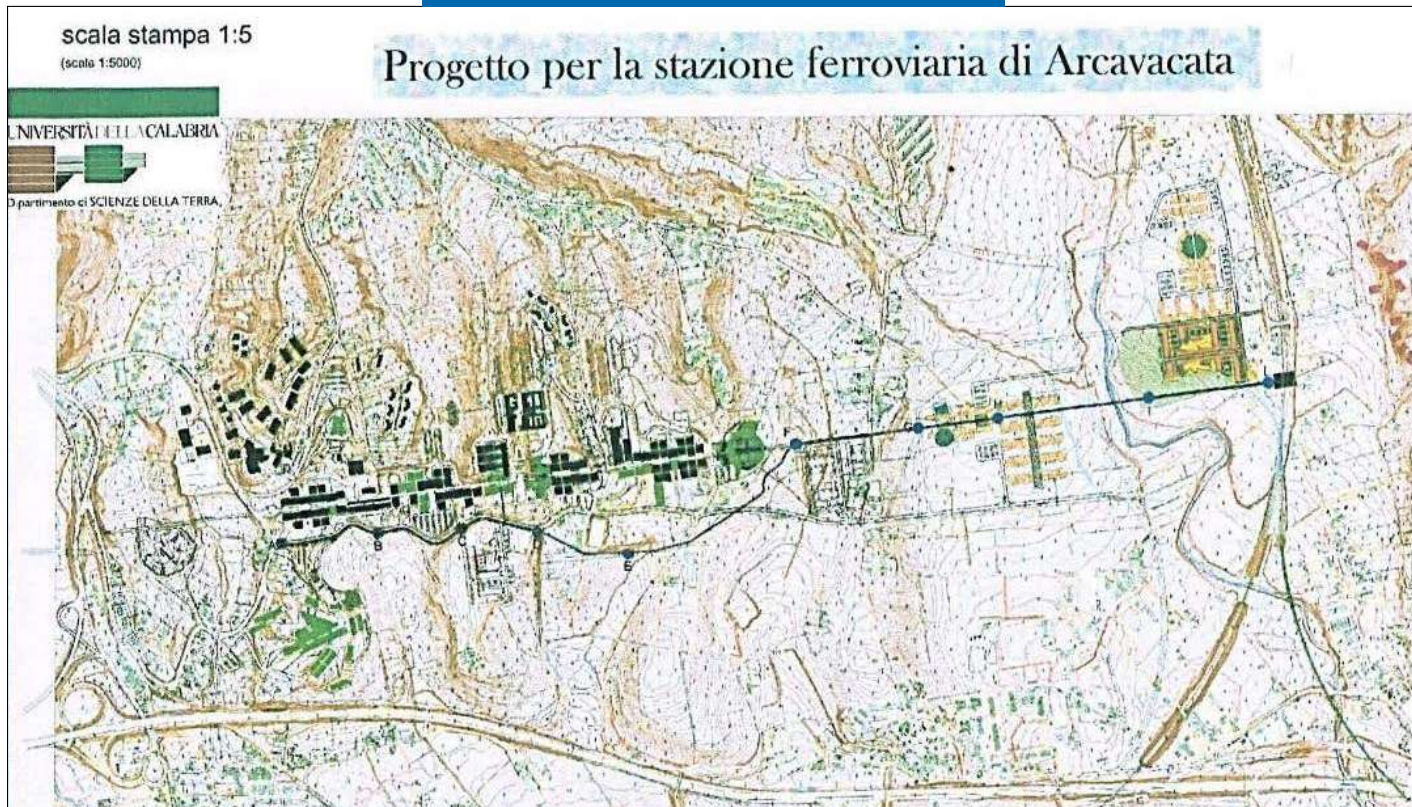 scala stampa 1:5
(scala 1:5000)
Progetto per la stazione ferroviaria di Arcavacata
UNIVERSITÀ DELLA CALABRIA
Dipartimento di SCIENZE DELLA TERRA
F
G
H
I
L
B
C
E